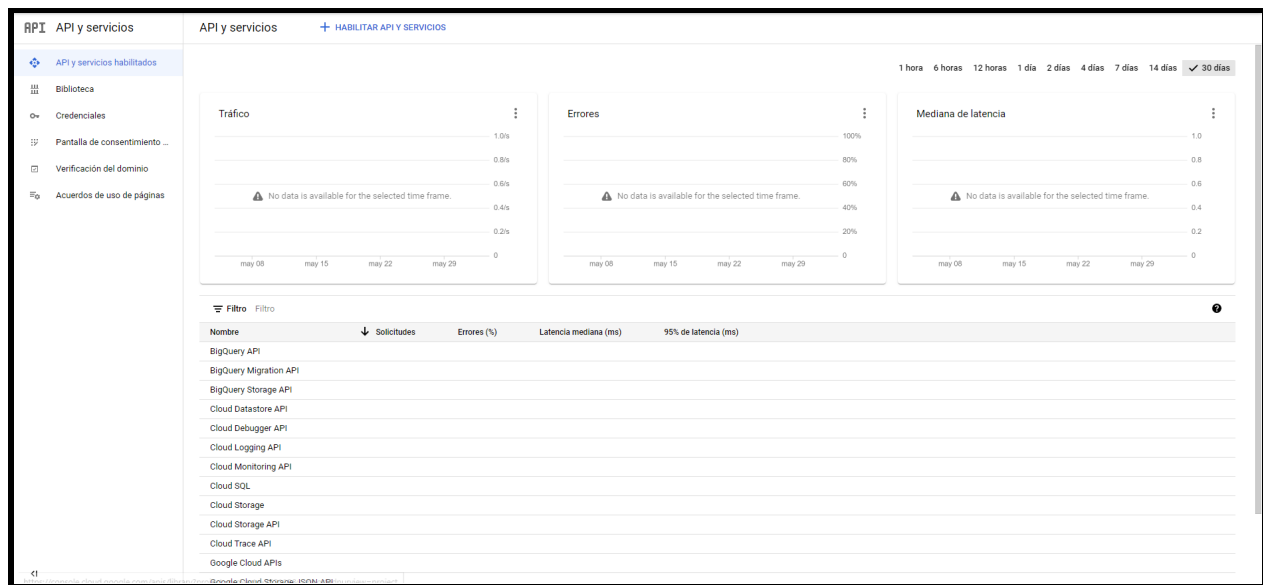 API API y servicios
API y servicios
HABILITAR API Y SERVICIOS
API y servicios habilitados
Biblioteca
Credenciales
Pantalla de consentimiento ...
Verificación del dominio
Acuerdos de uso de páginas
1 hora 6 horas 12 horas 1 día 2 días 4 días 7 días 14 días 30 días
Tráfico
1.0/s
0.8/s
0.6/s
No data is available for the selected time frame.
0.4/s
0.2/s
0
may 08 may 15 may 22 may 29
Errores
100%
80%
60%
No data is available for the selected time frame.
40%
20%
0
may 08 may 15 may 22 may 29
Mediana de latencia
1.0
0.8
0.6
No data is available for the selected time frame.
0.4
0.2
0
may 08 may 15 may 22 may 29
Filtro Filtro
Nombre Solicitudes Errores (%) Latencia mediana (ms) 95% de latencia (ms)
BigQuery API
BigQuery Migration API
BigQuery Storage API
Cloud Datastore API
Cloud Debugger API
Cloud Logging API
Cloud Monitoring API
Cloud SQL
Cloud Storage
Cloud Storage API
Cloud Trace API
Google Cloud APIs
Google Cloud Storage JSON API